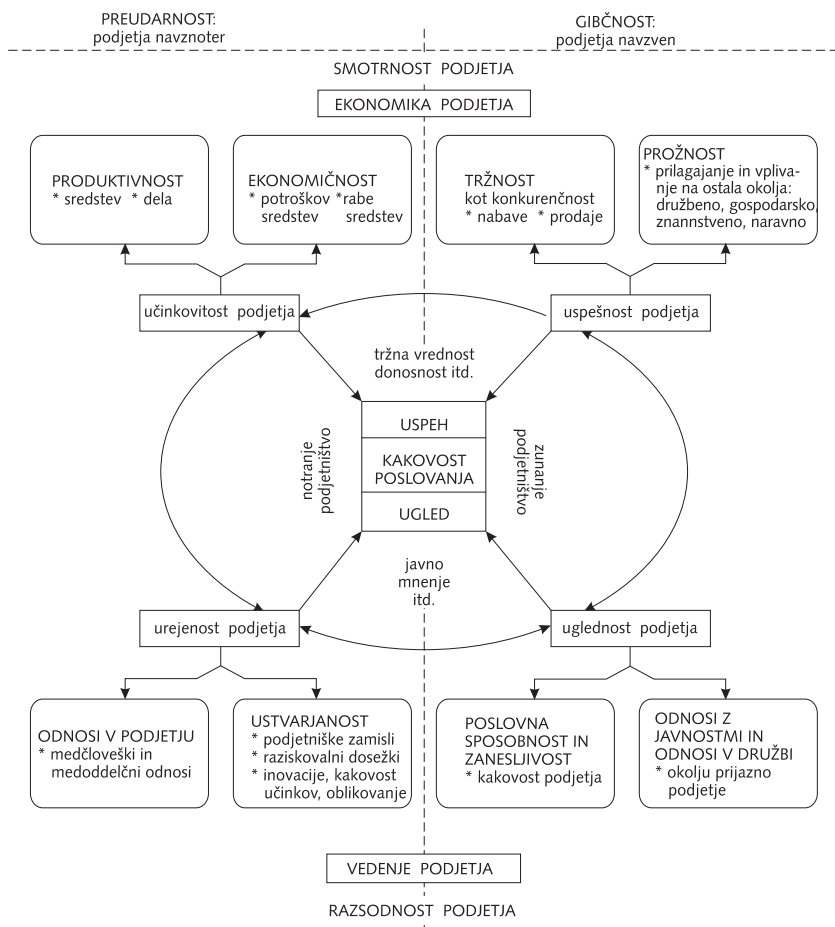 PREUDARNOST:
podjetja navznoter
GIBČNOST:
podjetja navzven
SMOTRNOST PODJETJA
EKONOMIKA PODJETJA
PRODUKTIVNOST
* sredstev * dela
EKONOMIČNOST
* potroškov *rabe
sredstev sredstev
TRŽNOST
kot konkurenčnost
* nabave * prodaje
PROŽNOST
* prilagajanje in vpliva-
nje na ostala okolja:
družbeno, gospodarsko,
znannstveno, naravno
učinkovitost podjetja
uspešnost podjetja
tržna vrednost
donosnost itd.
notranje
podjetništvo
USPEH
KAKOVOST
POSLOVANJA
UGLED
zunanje
podjetništvo
javno
mnenje
itd.
urejenost podjetja
uglednost podjetja
ODNOSI V PODJETJU
* medčloveški in
medoddelčni odnosi
USTVARJANOST
* podjetniške zamisli
* raziskovalni dosežki
* inovacije, kakovost
učinkov, oblikovanje
POSLOVNA
SPOSOBNOST IN
ZANESLJIVOST
* kakovost podjetja
ODNOSI Z
JAVNOSTMI IN
ODNOSI V DRUŽBI
* okolju prijazno
podjetje
VEDENJE PODJETJA
RAZSODNOST PODJETJA